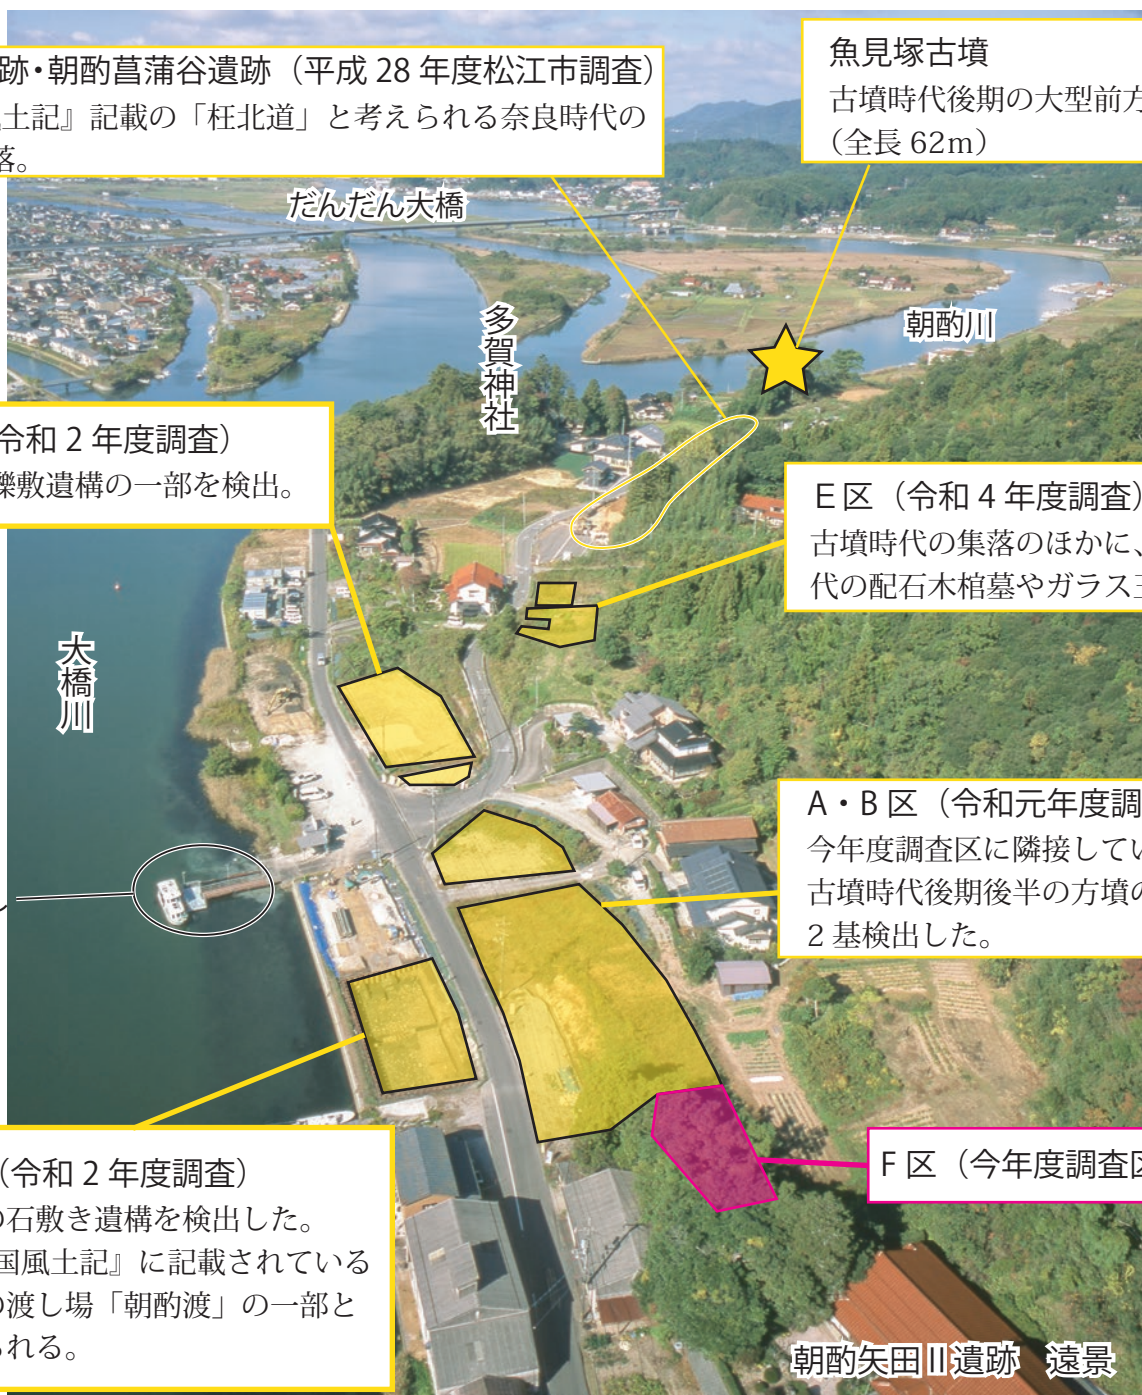 跡・朝酌菖蒲谷遺跡（平成 28 年度松江市調査）
土記』記載の「枉北道」と考えられる奈良時代の
落。
魚見塚古墳
古墳時代後期の大型前方
（全長 62m）
だんだん大橋
多賀神社
朝酌川
令和 2 年度調査）
礫敷遺構の一部を検出。
E 区（令和 4 年度調査）
古墳時代の集落のほかに、
代の配石木棺墓やガラス玉
大橋川
A・B 区（令和元年度調
今年度調査区に隣接してい
古墳時代後期後半の方墳の
2 基検出した。
（令和 2 年度調査）
の石敷き遺構を検出した。
国風土記』に記載されている
の渡し場「朝酌渡」の一部と
られる。
F 区（今年度調査区
朝酌矢田Ⅱ遺跡　遠景